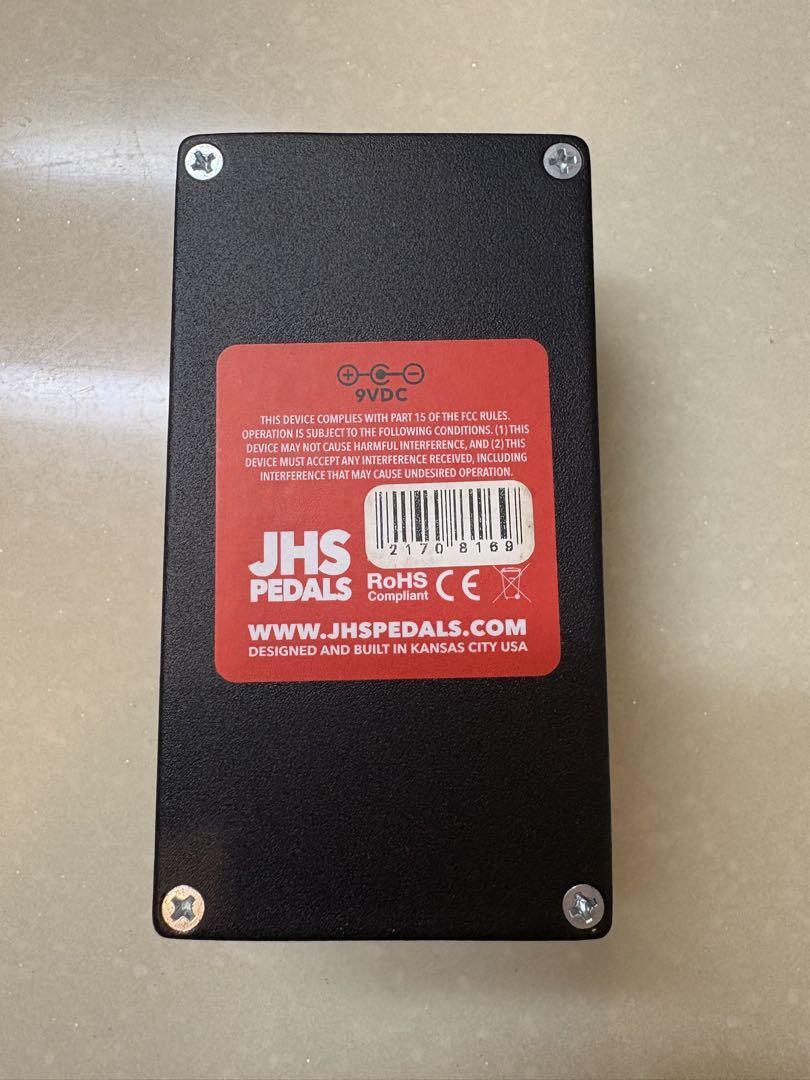 9VDC
THIS DEVICE COMPLIES WITH PART 15 OF THE FCC RULES.
OPERATION IS SUBJECT TO THE FOLLOWING CONDITIONS. (1) THIS
DEVICE MAY NOT CAUSE HARMFUL INTERFERENCE, AND (2) THIS
DEVICE MUST ACCEPT ANY INTERFERENCE RECEIVED, INCLUDING
INTERFERENCE THAT MAY CAUSE UNDESIRED OPERATION.
2170 8169
JHS
PEDALS
RoHS
Compliant
CE
WWW.JHSPEDALS.COM
DESIGNED AND BUILT IN KANSAS CITY USA